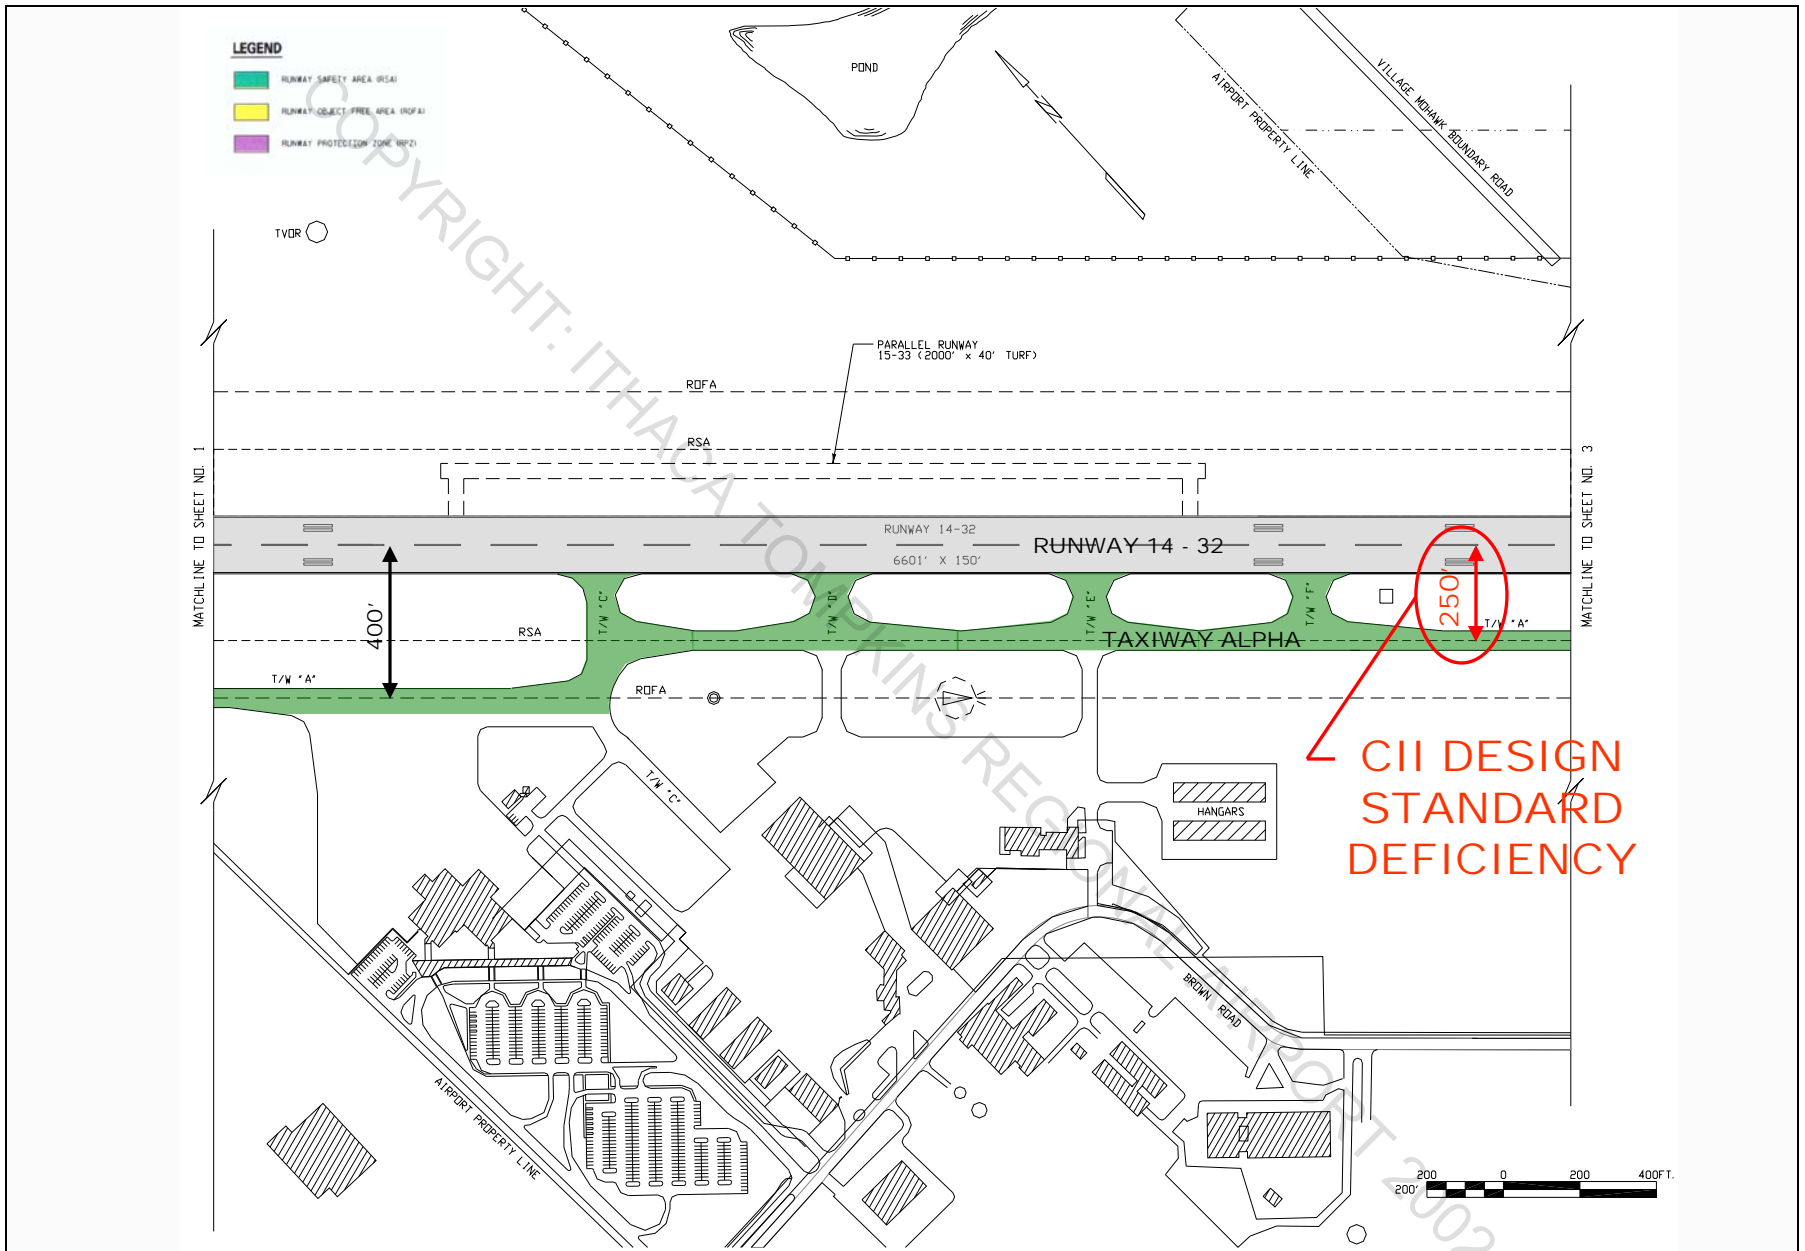 LEGEND
RUNWAY SAFETY AREA (RSA)
RUNWAY OBJECT FREE AREA (ROFA)
RUNWAY PROTECTION ZONE (RPZ)
POND
N
AIRPORT PROPERTY LINE
VILLAGE MOHAWK BOUNDARY ROAD
TVOR
PARALLEL RUNWAY
15-33 (2000' x 40' TURF)
ROFA
RSA
MATCHLINE TO SHEET NO. 1
MATCHLINE TO SHEET NO. 3
RUNWAY 14-32
6601' X 150'
RUNWAY 14 - 32
400'
250'
T/W "C"
T/W "D"
T/W "E"
T/W "F"
RSA
TAXIWAY ALPHA
T/W "A"
T/W "A"
ROFA
CII DESIGN
STANDARD
DEFICIENCY
T/W "C"
HANGARS
BROWN ROAD
AIRPORT PROPERTY LINE
200 0 200 400FT.
200'
COPYRIGHT: ITHACA TOMPKINS REGIONAL AIRPORT 2002